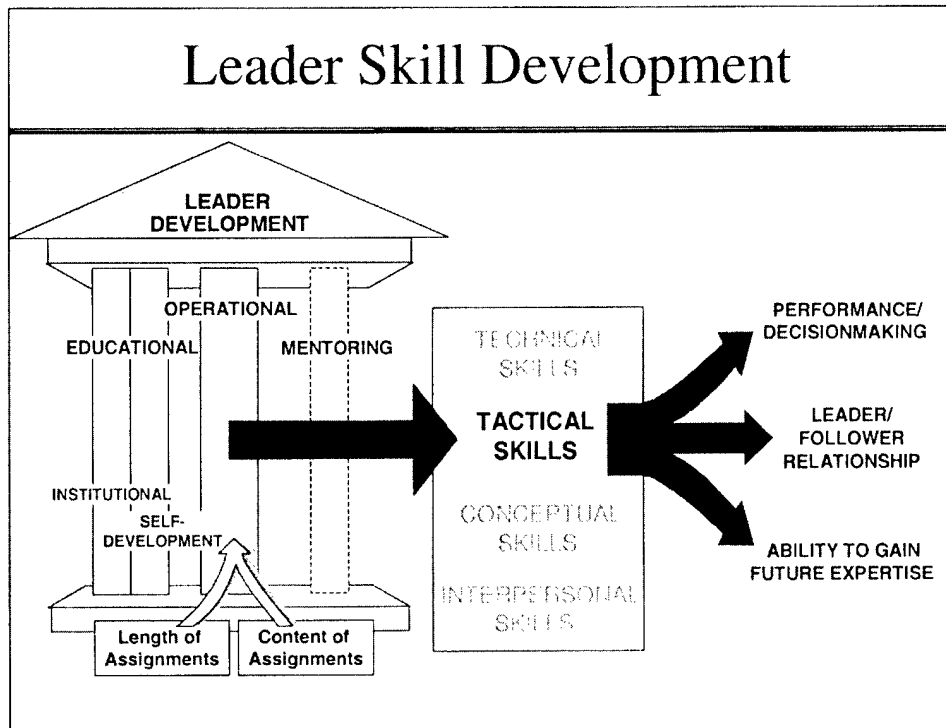 Leader Skill Development
LEADER
DEVELOPMENT
OPERATIONAL
EDUCATIONAL
MENTORING
INSTITUTIONAL
SELF-
DEVELOPMENT
Length of
Assignments
Content of
Assignments
TECHNICAL
SKILLS
TACTICAL
SKILLS
CONCEPTUAL
SKILLS
INTERPERSONAL
SKILLS
PERFORMANCE/
DECISIONMAKING
LEADER/
FOLLOWER
RELATIONSHIP
ABILITY TO GAIN
FUTURE EXPERTISE